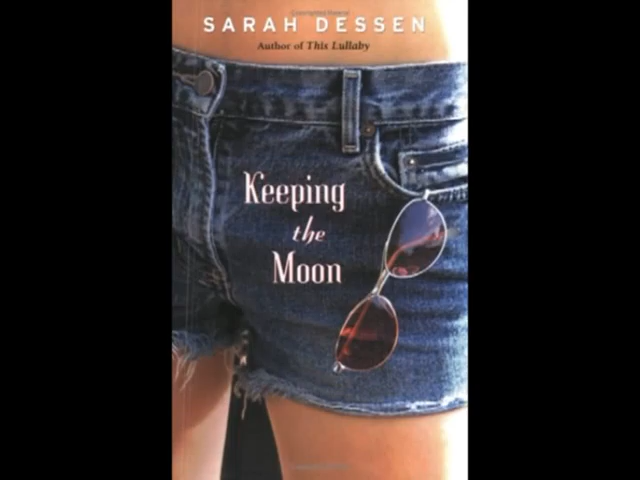 SARAH DESSEN
Author of This Lullaby
Keeping
the
Moon